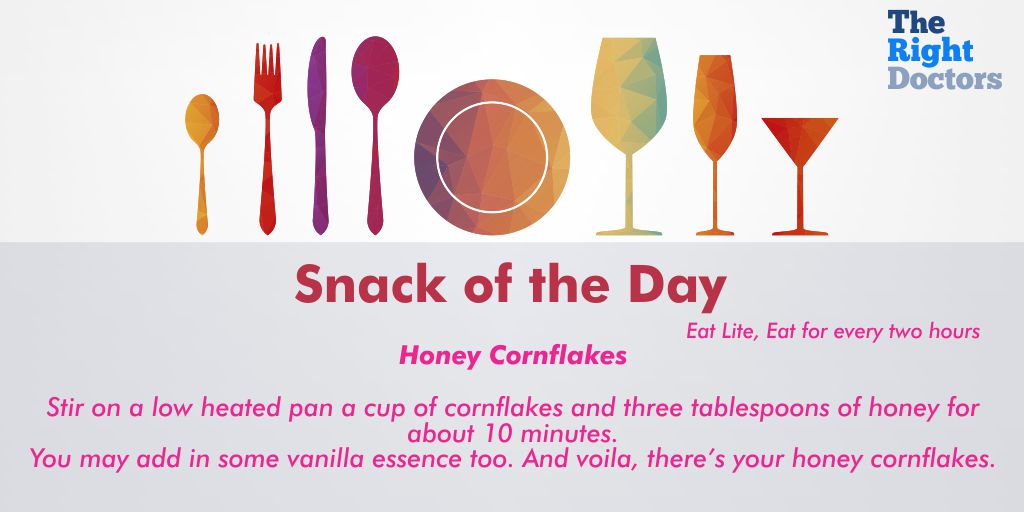 The
Right
Doctors
Snack of the Day
Eat Lite, Eat for every two hours
Honey Cornflakes
Stir on a low heated pan a cup of cornflakes and three tablespoons of honey for
about 10 minutes.
You may add in some vanilla essence too. And voila, there's your honey cornflakes.